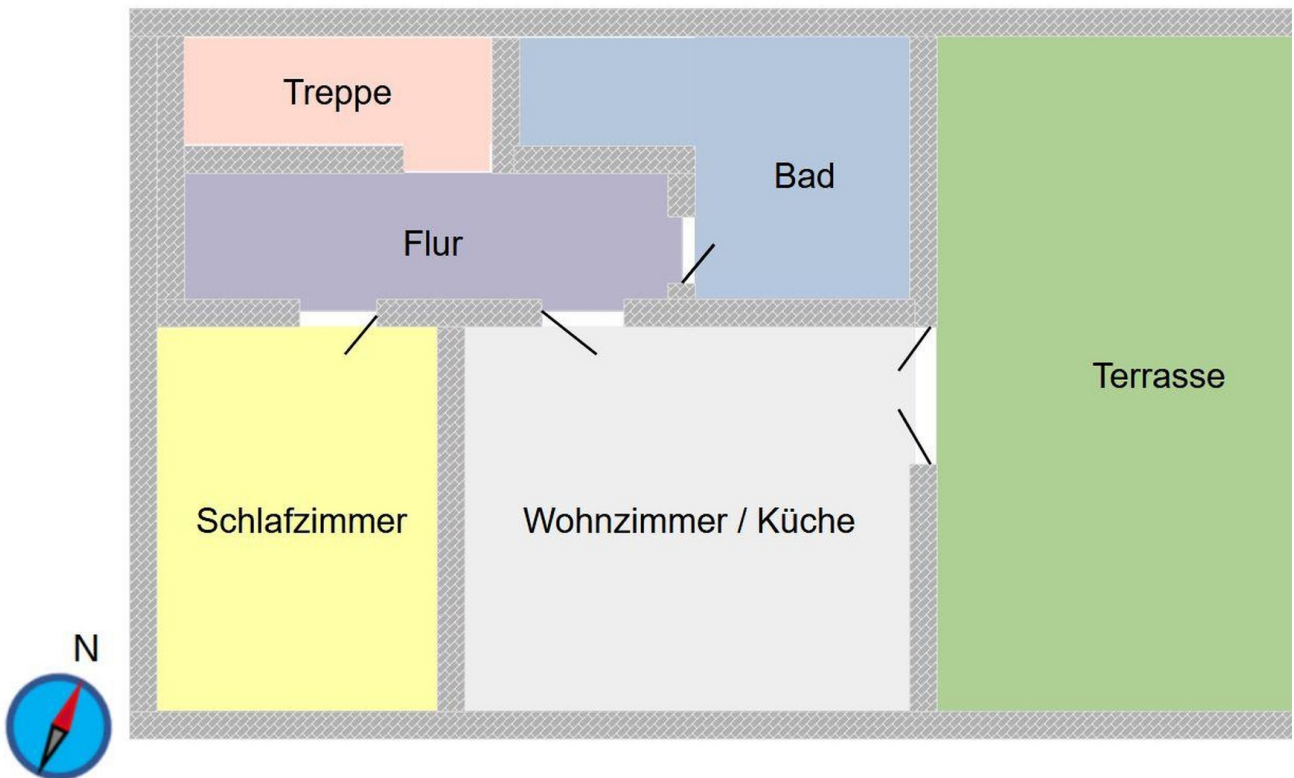 Treppe
Bad
Flur
Terrasse
Schlafzimmer
Wohnzimmer / Küche
N